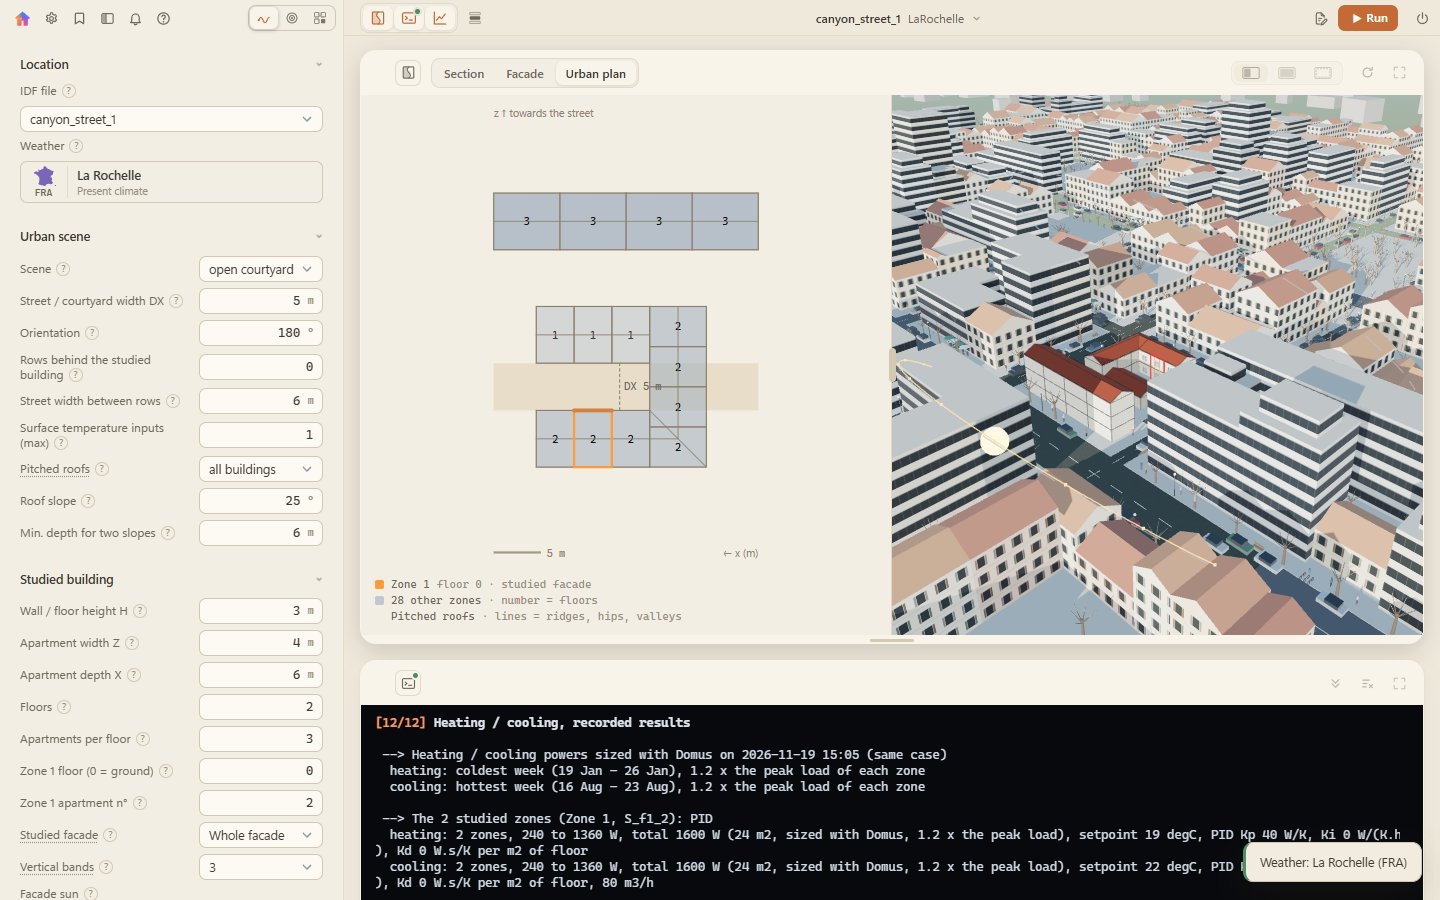 canyon_street_1 LaRochelle
Run
Location
IDF file ?
canyon_street_1
Weather ?
FRA
La Rochelle
Present climate
Urban scene
Scene ? open courtyard
Street / courtyard width DX ? 5 m
Orientation ? 180 °
Rows behind the studied
building ? 0
Street width between rows ? 6 m
Surface temperature inputs
(max) ? 1
Pitched roofs ? all buildings
Roof slope ? 25 °
Min. depth for two slopes ? 6 m
Studied building
Wall / floor height H ? 3 m
Apartment width Z ? 4 m
Apartment depth X ? 6 m
Floors ? 2
Apartments per floor ? 3
Zone 1 floor (0 = ground) ? 0
Zone 1 apartment n° ? 2
Studied facade ? Whole facade
Vertical bands ? 3
Facade sun ?
Section Facade Urban plan
z ↑ towards the street
3 3 3 3
1 1 1 2
2
DX 5 m
2
2 2 2 2
5 m ← x (m)
Zone 1 floor 0 · studied facade
28 other zones · number = floors
Pitched roofs · lines = ridges, hips, valleys
[12/12] Heating / cooling, recorded results
--> Heating / cooling powers sized with Domus on 2026-11-19 15:05 (same case)
heating: coldest week (19 Jan – 26 Jan), 1.2 x the peak load of each zone
cooling: hottest week (16 Aug – 23 Aug), 1.2 x the peak load of each zone
--> The 2 studied zones (Zone 1, S_f1_2): PID
heating: 2 zones, 240 to 1360 W, total 1600 W (24 m2, sized with Domus, 1.2 x the peak load), setpoint 19 degC, PID Kp 40 W/K, Ki 0 W/(K.h
), Kd 0 W.s/K per m2 of floor
cooling: 2 zones, 240 to 1360 W, total 1600 W (24 m2, sized with Domus, 1.2 x the peak load), setpoint 22 degC, PID
), Kd 0 W.s/K per m2 of floor, 80 m3/h
Weather: La Rochelle (FRA)